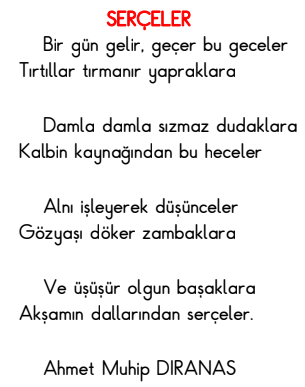 SERÇELER
Bir gün gelir, geçer bu geceler
Tırtıllar tırmanır yapraklara
Damla damla sızmaz dudaklara
Kalbin kaynağından bu heceler
Alnı işleyerek düşünceler
Gözyaşı döker zambaklara
Ve üşüşür olgun başaklara
Akşamın dallarından serçeler.
Ahmet Muhip DIRANAS